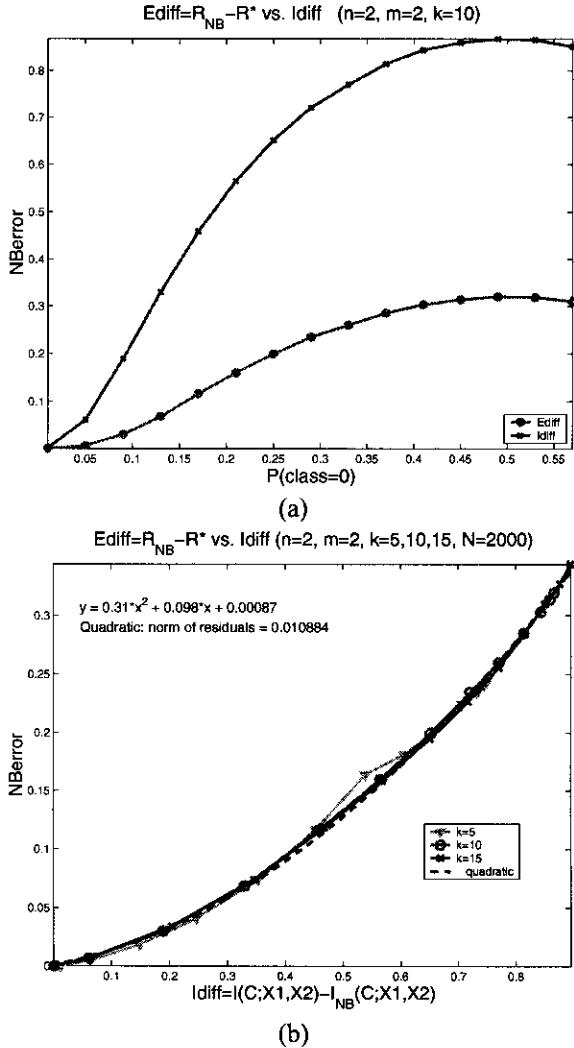 Ediff=R_NB−R* vs. Idiff (n=2, m=2, k=10)
NBerror
0.8
0.7
0.6
0.5
0.4
0.3
0.2
0.1
Ediff
Idiff
0.05 0.1 0.15 0.2 0.25 0.3 0.35 0.4 0.45 0.5 0.55
P(class=0)
(a)
Ediff=R_NB−R* vs. Idiff (n=2, m=2, k=5,10,15, N=2000)
y = 0.31*x² + 0.098*x + 0.00087
Quadratic: norm of residuals = 0.010884
NBerror
0.3
0.25
0.2
0.15
0.1
0.05
0
k=5
k=10
k=15
quadratic
0.1 0.2 0.3 0.4 0.5 0.6 0.7 0.8
Idiff=I(C;X1,X2)−I_NB(C;X1,X2)
(b)